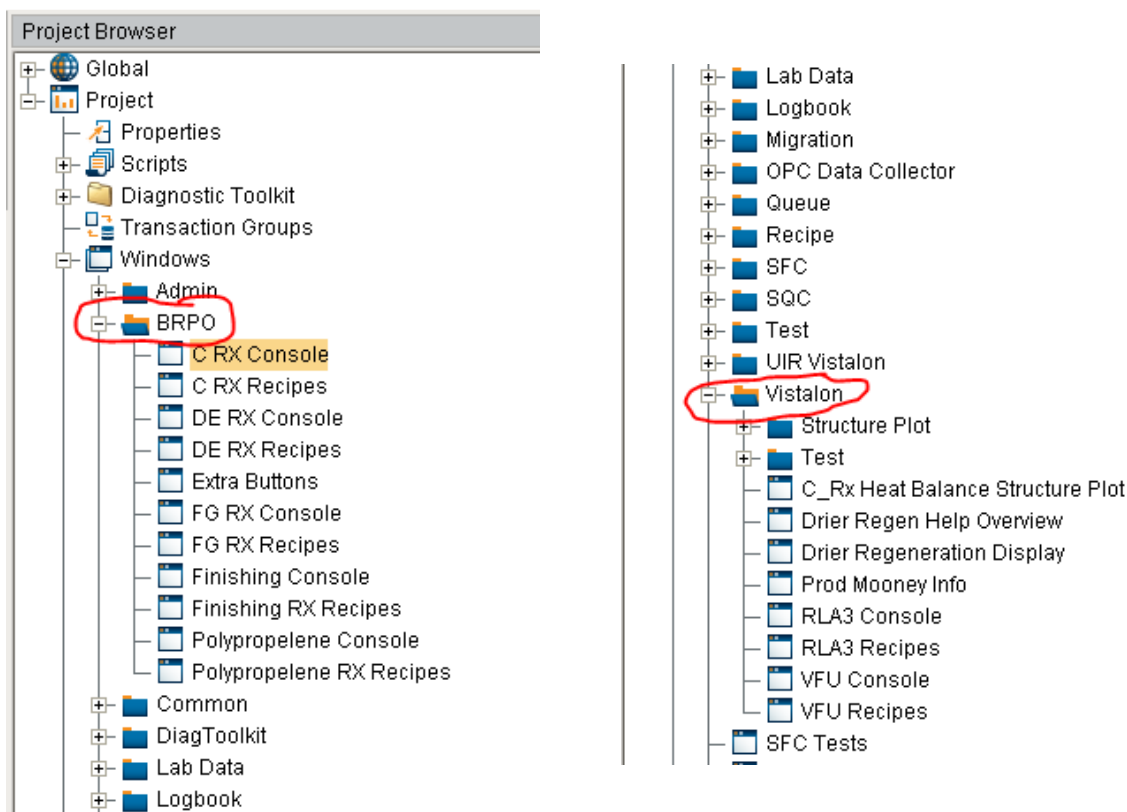 Project Browser
Global
Project
Properties
Scripts
Diagnostic Toolkit
Transaction Groups
Windows
Admin
BRPO
C RX Console
C RX Recipes
DE RX Console
DE RX Recipes
Extra Buttons
FG RX Console
FG RX Recipes
Finishing Console
Finishing RX Recipes
Polypropelene Console
Polypropelene RX Recipes
Common
DiagToolkit
Lab Data
Logbook
Lab Data
Logbook
Migration
OPC Data Collector
Queue
Recipe
SFC
SQC
Test
UIR Vistalon
Vistalon
Structure Plot
Test
C_Rx Heat Balance Structure Plot
Drier Regen Help Overview
Drier Regeneration Display
Prod Mooney Info
RLA3 Console
RLA3 Recipes
VFU Console
VFU Recipes
SFC Tests